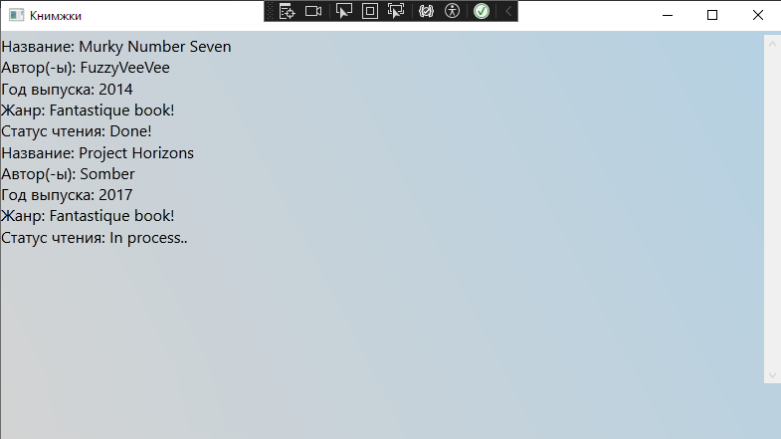 Книмжки
Название: Murky Number Seven
Автор(-ы): FuzzyVeeVee
Год выпуска: 2014
Жанр: Fantastique book!
Статус чтения: Done!
Название: Project Horizons
Автор(-ы): Somber
Год выпуска: 2017
Жанр: Fantastique book!
Статус чтения: In process..